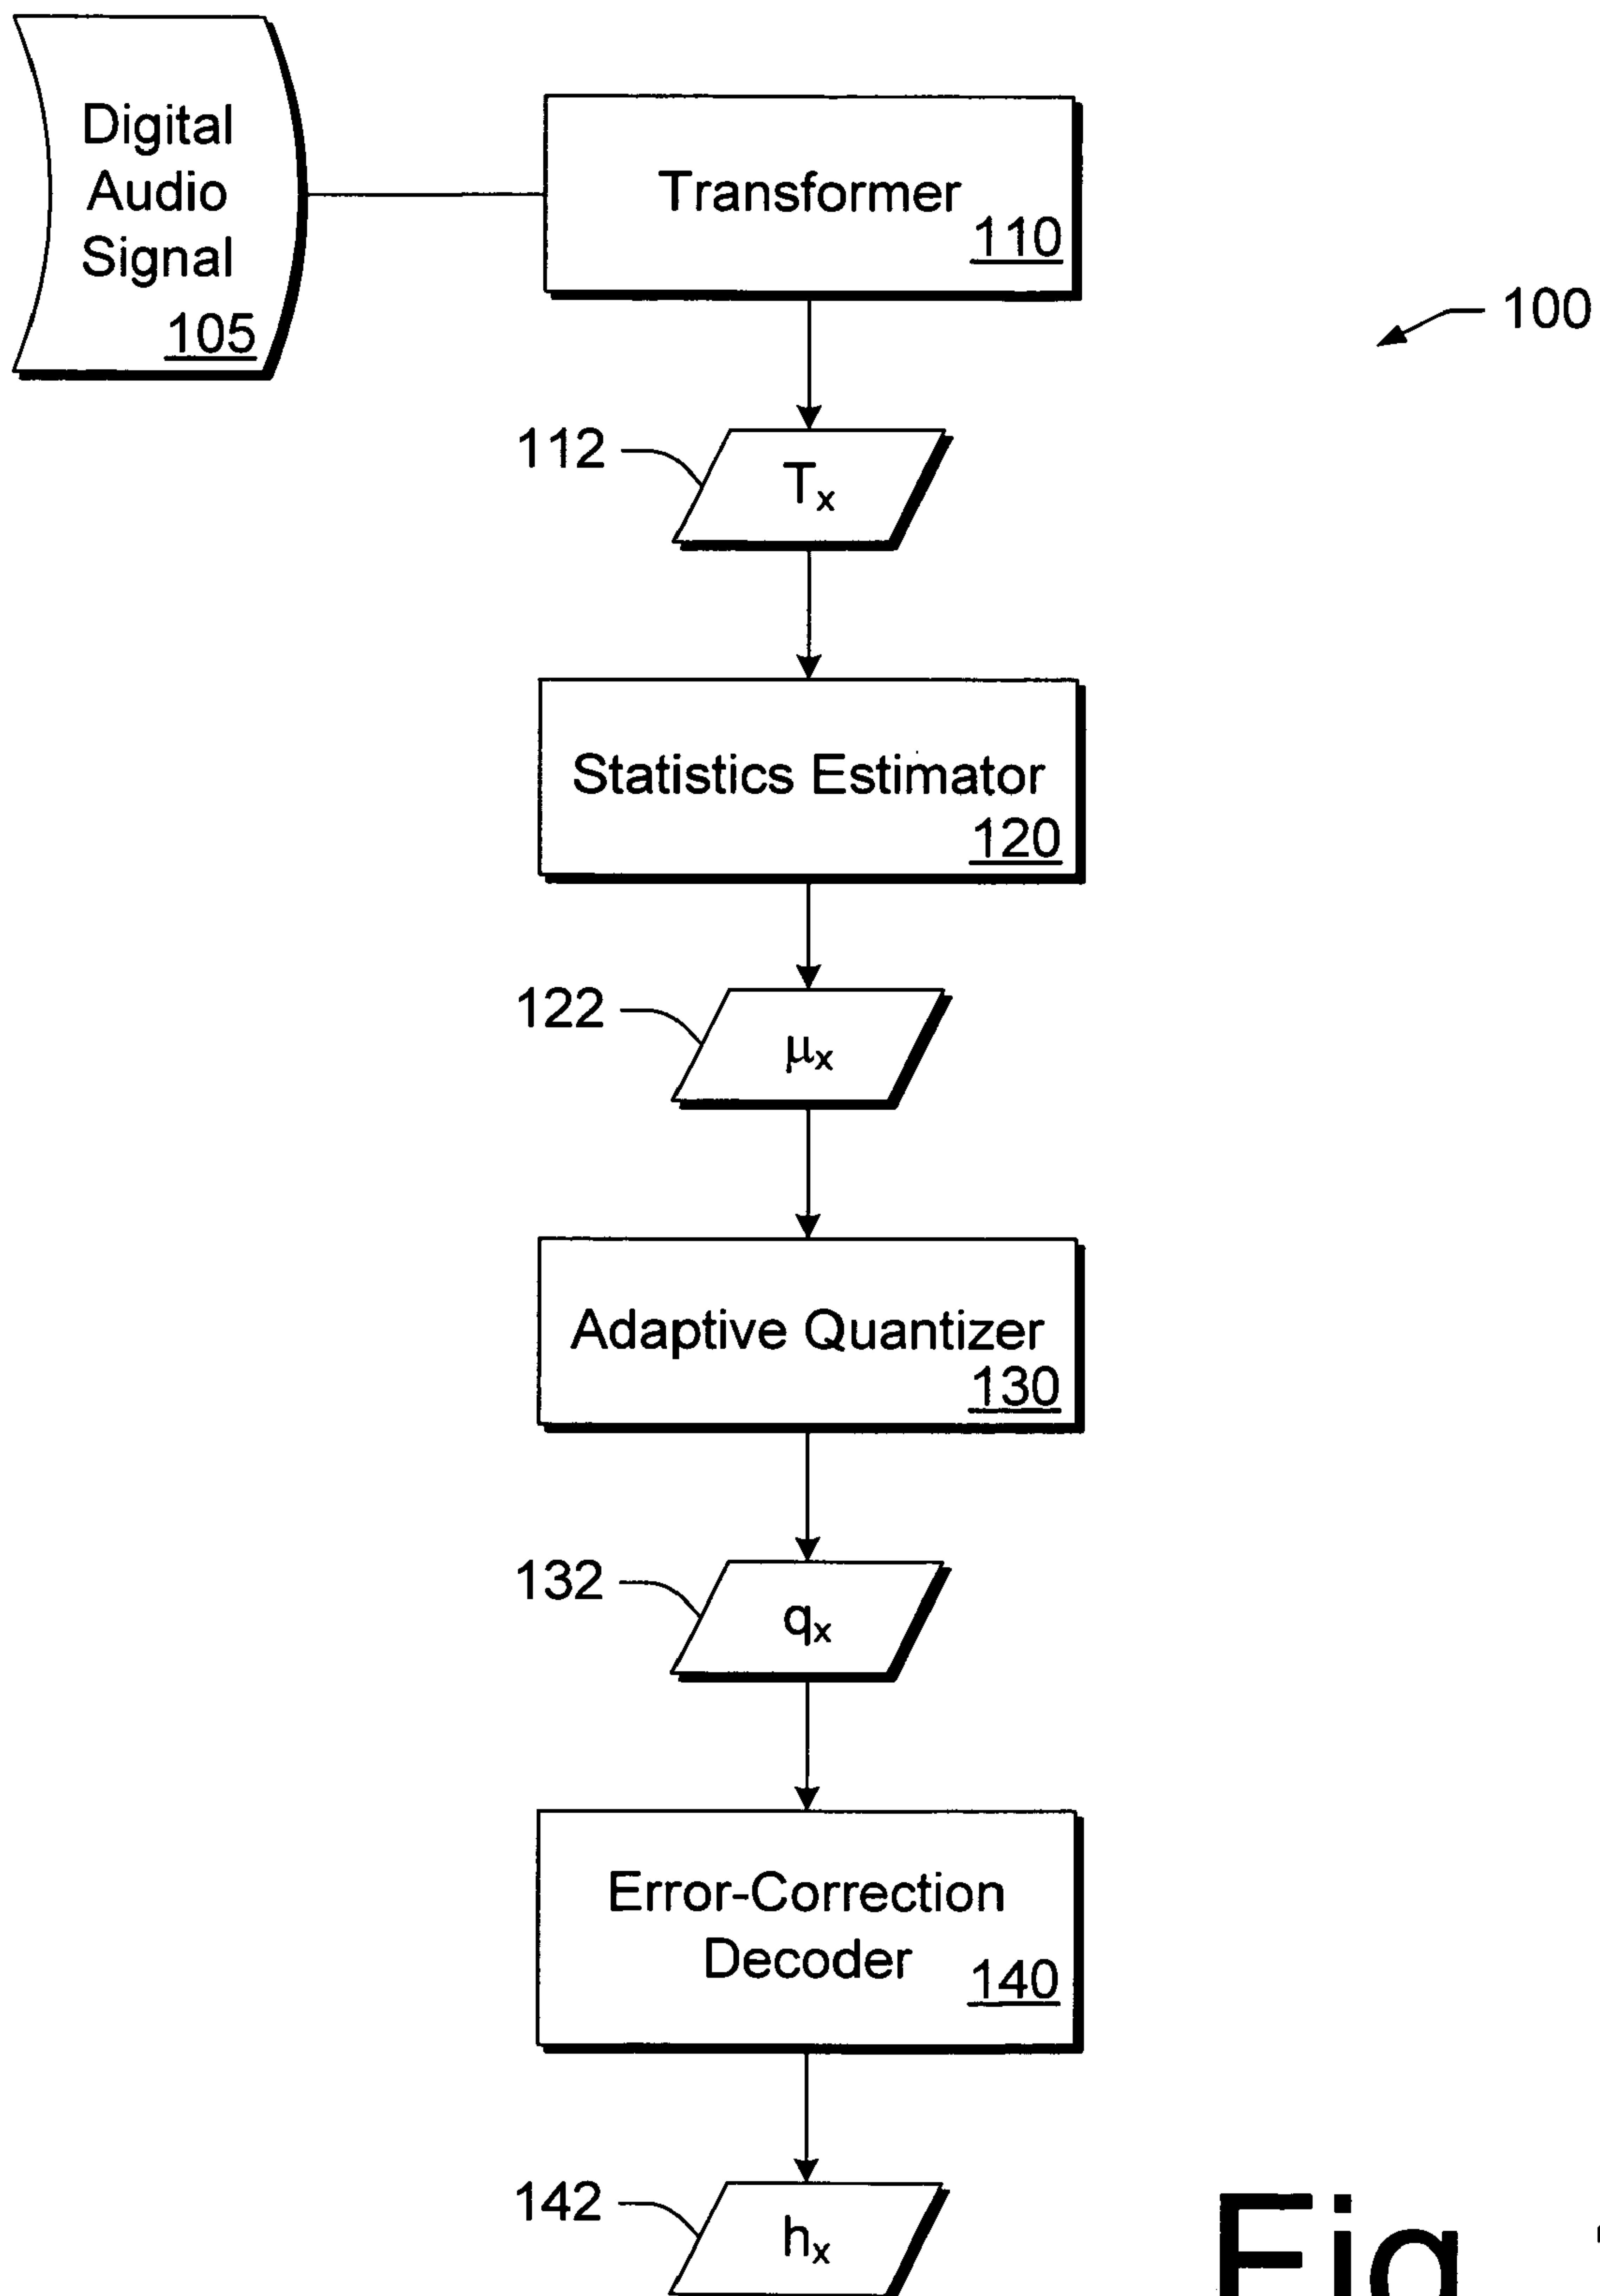 Digital
Audio
Signal
105
Transformer
110
100
112
Tx
Statistics Estimator
120
122
μx
Adaptive Quantizer
130
132
qx
Error-Correction
Decoder
140
142
hx
Fig.